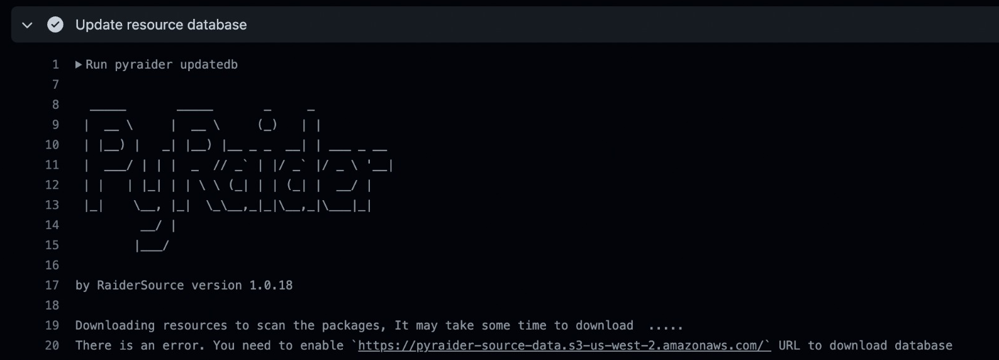 Update resource database
1 ▶Run pyraider updatedb
7
8   _____       _____       _     _
9  |  __ \     |  __ \     (_)   | |
10 | |__) |   _| |__) |__ _ _  __| | ___ _ __
11 |  ___/ | | |  _  // _` | |/ _` |/ _ \ '__|
12 | |   | |_| | | \ \ (_| | | (_| |  __/ |
13 |_|    \__, |_|  \_\__,_|_|\__,_|\___|_|
14         __/ |
15        |___/
16
17 by RaiderSource version 1.0.18
18
19 Downloading resources to scan the packages, It may take some time to download  .....
20 There is an error. You need to enable `https://pyraider-source-data.s3-us-west-2.amazonaws.com/` URL to download database